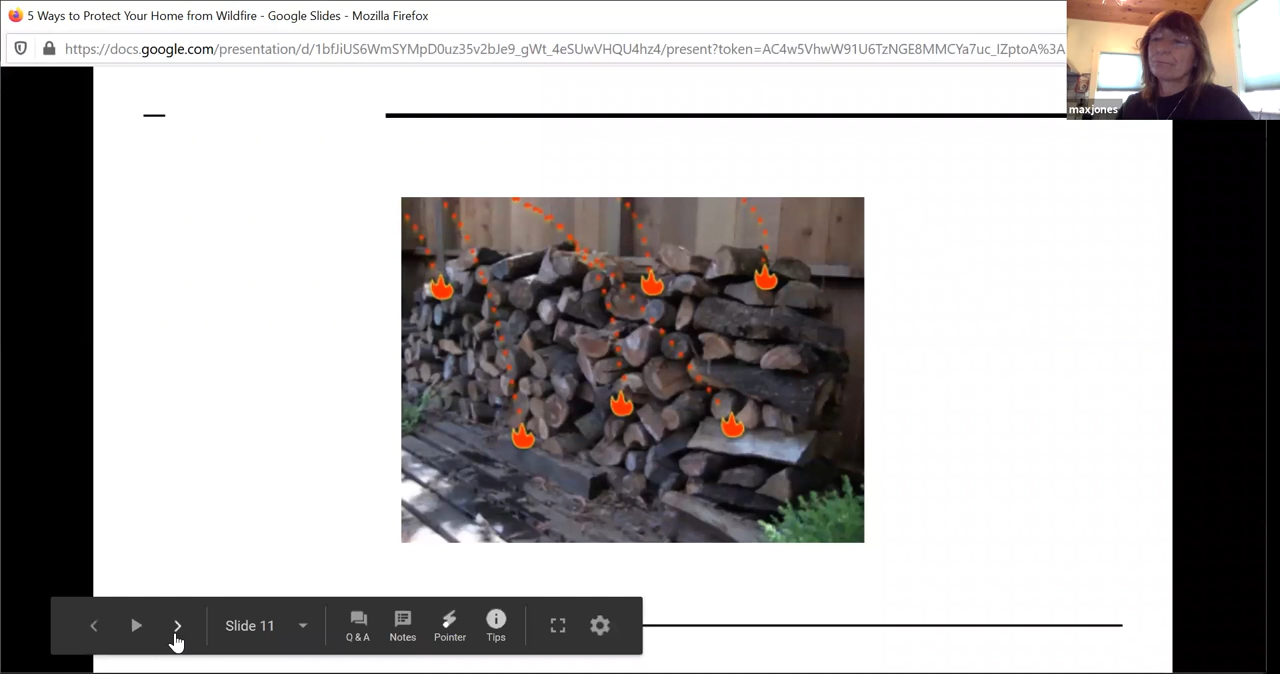 5 Ways to Protect Your Home from Wildfire - Google Slides - Mozilla Firefox
https://docs.google.com/presentation/d/1bfJiUS6WmSYMpD0uz35v2bJe9_gWt_4eSUwVHQU4hz4/present?token=AC4w5VhwW91U6TzNGE8MMCYa7uc_IZptoA%3A
maxjones
Slide 11
Q & A
Notes
Pointer
Tips